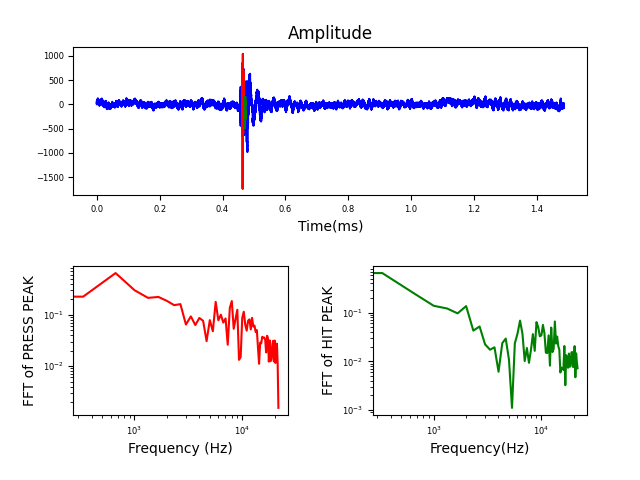 Amplitude
1000
500
0
−500
−1000
−1500
0.0 0.2 0.4 0.6 0.8 1.0 1.2 1.4
Time(ms)
FFT of PRESS PEAK
10⁻¹
10⁻²
10³ 10⁴
Frequency (Hz)
FFT of HIT PEAK
10⁻¹
10⁻²
10⁻³
10³ 10⁴
Frequency(Hz)